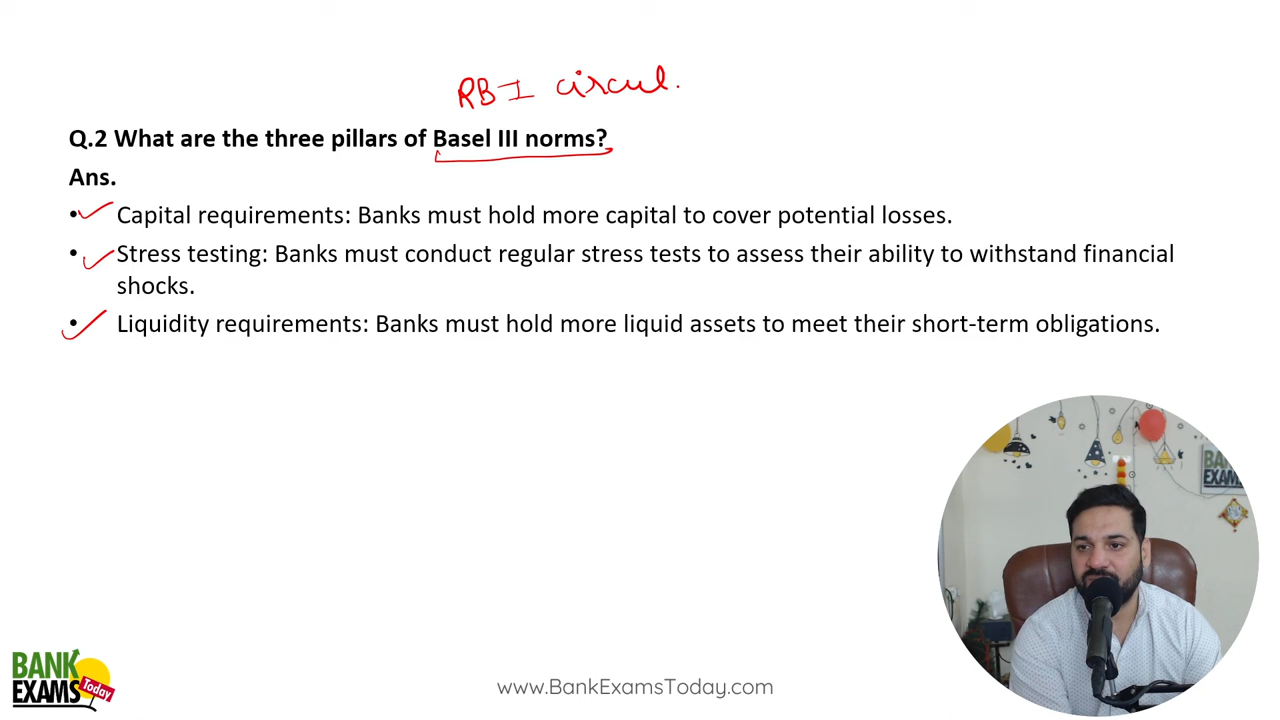 RBI circul.
Q.2 What are the three pillars of Basel III norms?
Ans.
• Capital requirements: Banks must hold more capital to cover potential losses.
• Stress testing: Banks must conduct regular stress tests to assess their ability to withstand financial
shocks.
• Liquidity requirements: Banks must hold more liquid assets to meet their short-term obligations.
BANK
EXAM
BANK
EXAMS
Today
www.BankExamsToday.com